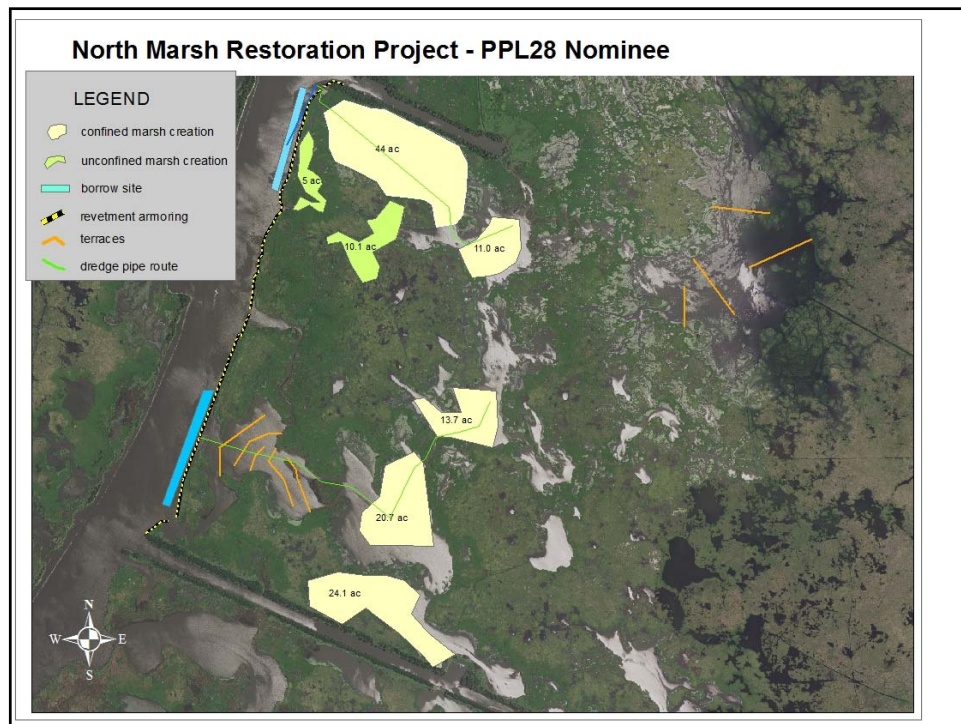 North Marsh Restoration Project - PPL28 Nominee
LEGEND
confined marsh creation
unconfined marsh creation
borrow site
revetment armoring
terraces
dredge pipe route
44 ac
5 ac
10.1 ac
11.0 ac
13.7 ac
20.7 ac
24.1 ac
N
W E
S